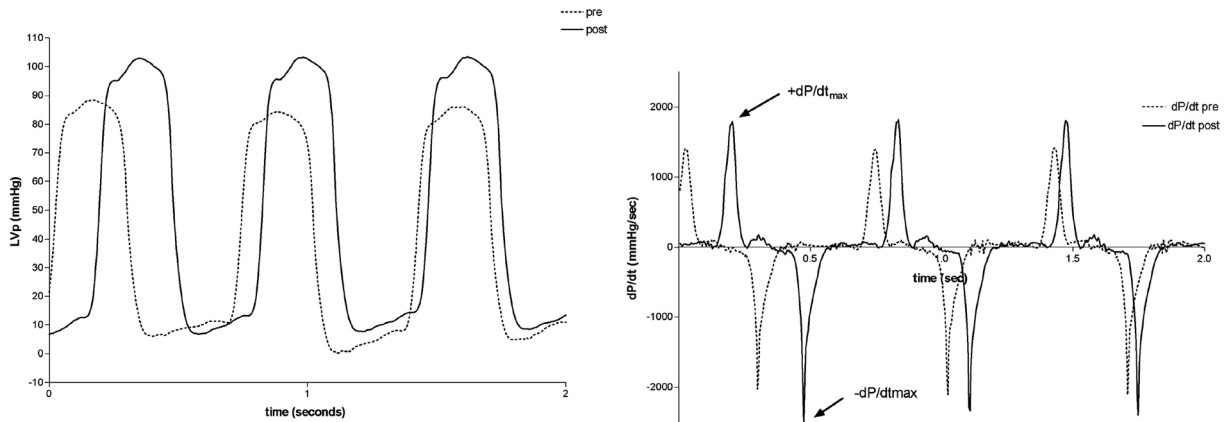 pre
post
110
100
90
80
70
60
50
40
30
20
10
0
-10
LVp (mmHg)
0
1
2
time (seconds)
+dP/dtmax
dP/dt pre
dP/dt post
2000
1000
0
-1000
-2000
dP/dt (mmHg/sec)
0.5
1.0
1.5
2.0
time (sec)
-dP/dtmax